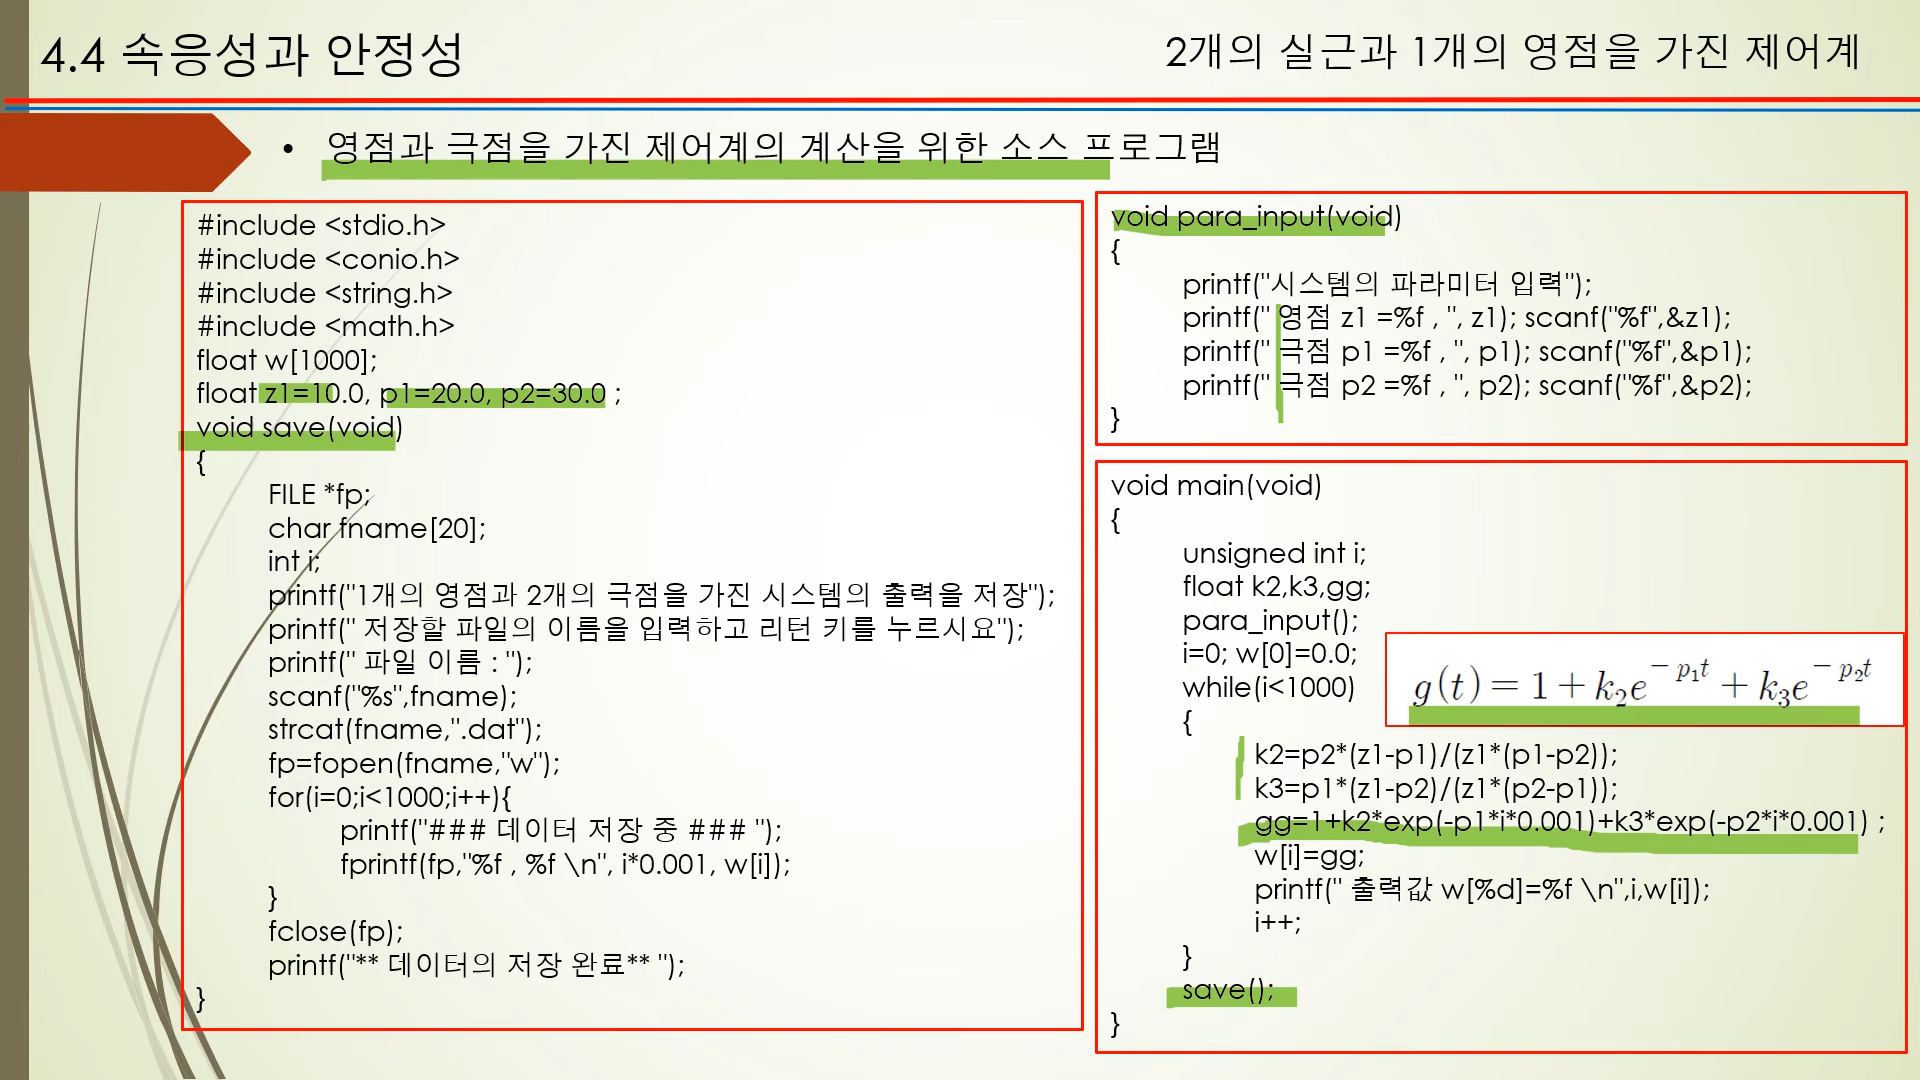 4.4 속응성과 안정성
2개의 실근과 1개의 영점을 가진 제어계
• 영점과 극점을 가진 제어계의 계산을 위한 소스 프로그램
#include <stdio.h>
#include <conio.h>
#include <string.h>
#include <math.h>
float w[1000];
float z1=10.0, p1=20.0, p2=30.0 ;
void save(void)
{
FILE *fp;
char fname[20];
int i;
printf("1개의 영점과 2개의 극점을 가진 시스템의 출력을 저장");
printf(" 저장할 파일의 이름을 입력하고 리턴 키를 누르시요");
printf(" 파일 이름 : ");
scanf("%s",fname);
strcat(fname,".dat");
fp=fopen(fname,"w");
for(i=0;i<1000;i++){
printf("### 데이터 저장 중 ### ");
fprintf(fp,"%f , %f \n", i*0.001, w[i]);
}
fclose(fp);
printf("** 데이터의 저장 완료** ");
}
void para_input(void)
{
printf("시스템의 파라미터 입력");
printf(" 영점 z1 =%f , ", z1); scanf("%f",&z1);
printf(" 극점 p1 =%f , ", p1); scanf("%f",&p1);
printf(" 극점 p2 =%f , ", p2); scanf("%f",&p2);
}
void main(void)
{
unsigned int i;
float k2,k3,gg;
para_input();
i=0; w[0]=0.0;
while(i<1000)
g(t) = 1 + k₂e^{-p₁t} + k₃e^{-p₂t}
{
k2=p2*(z1-p1)/(z1*(p1-p2));
k3=p1*(z1-p2)/(z1*(p2-p1));
gg=1+k2*exp(-p1*i*0.001)+k3*exp(-p2*i*0.001) ;
w[i]=gg;
printf(" 출력값 w[%d]=%f \n",i,w[i]);
i++;
}
save();
}